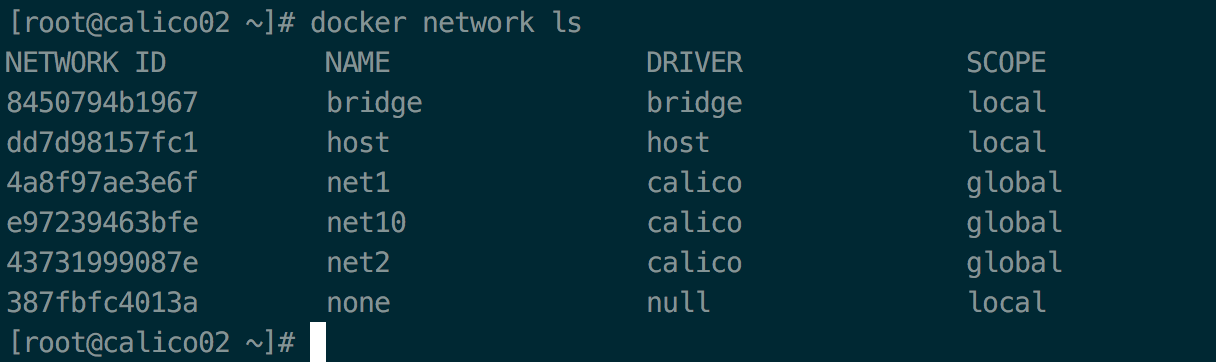 [root@calico02 ~]# docker network ls
NETWORK ID          NAME                DRIVER              SCOPE
8450794b1967        bridge              bridge              local
dd7d98157fc1        host                host                local
4a8f97ae3e6f        net1                calico              global
e97239463bfe        net10               calico              global
43731999087e        net2                calico              global
387fbfc4013a        none                null                local
[root@calico02 ~]#